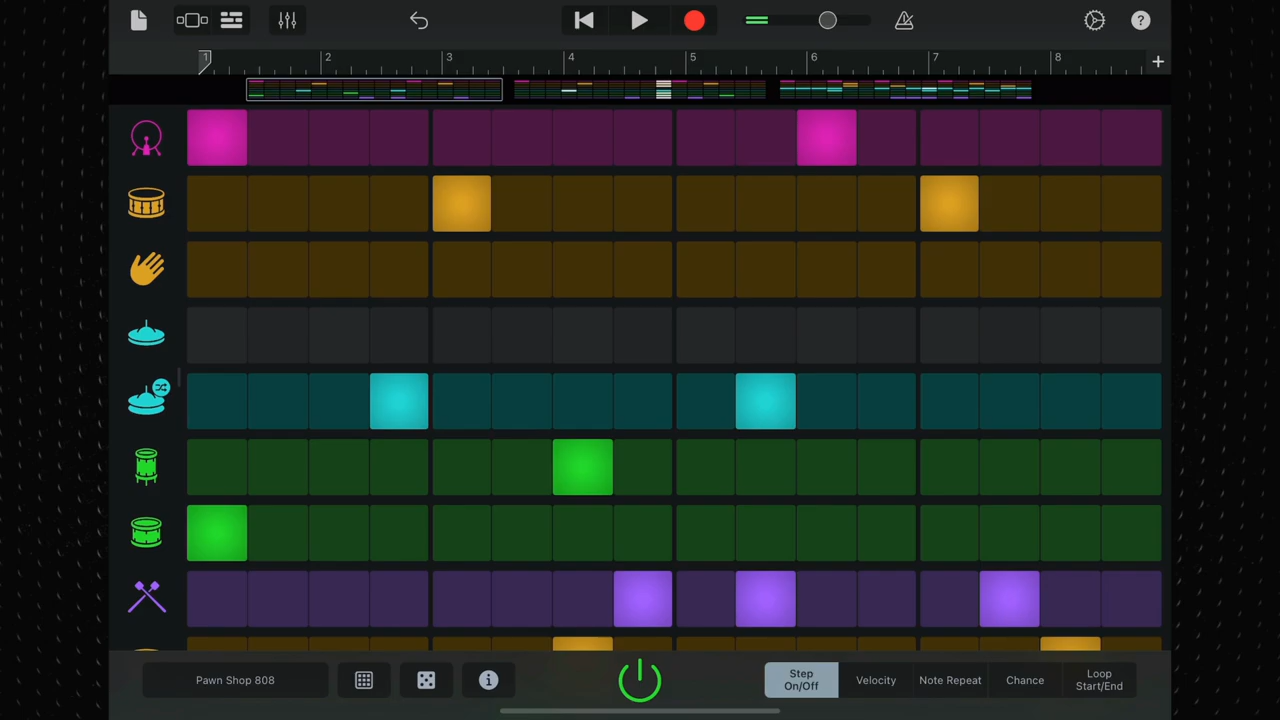 ?
1 2 3 4 5 6 7 8 +
Pawn Shop 808
i
Step
On/Off
Velocity
Note Repeat
Chance
Loop
Start/End